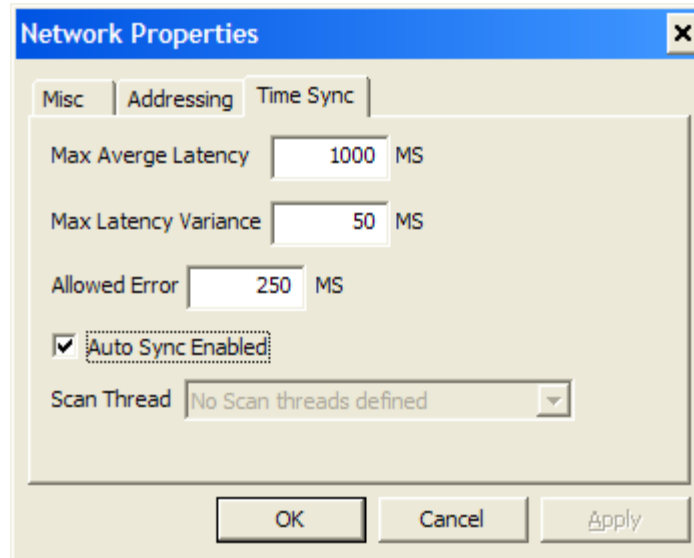 Network Properties
Misc Addressing Time Sync
Max Averge Latency 1000 MS
Max Latency Variance 50 MS
Allowed Error 250 MS
Auto Sync Enabled
Scan Thread No Scan threads defined
OK Cancel Apply